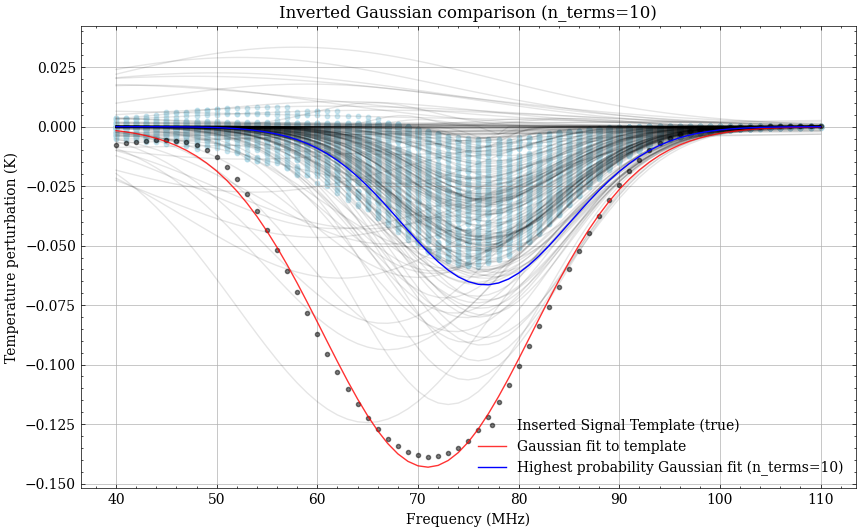 Inverted Gaussian comparison (n_terms=10)
Temperature perturbation (K)
0.025
0.000
−0.025
−0.050
−0.075
−0.100
−0.125
−0.150
Inserted Signal Template (true)
Gaussian fit to template
Highest probability Gaussian fit (n_terms=10)
40 50 60 70 80 90 100 110
Frequency (MHz)